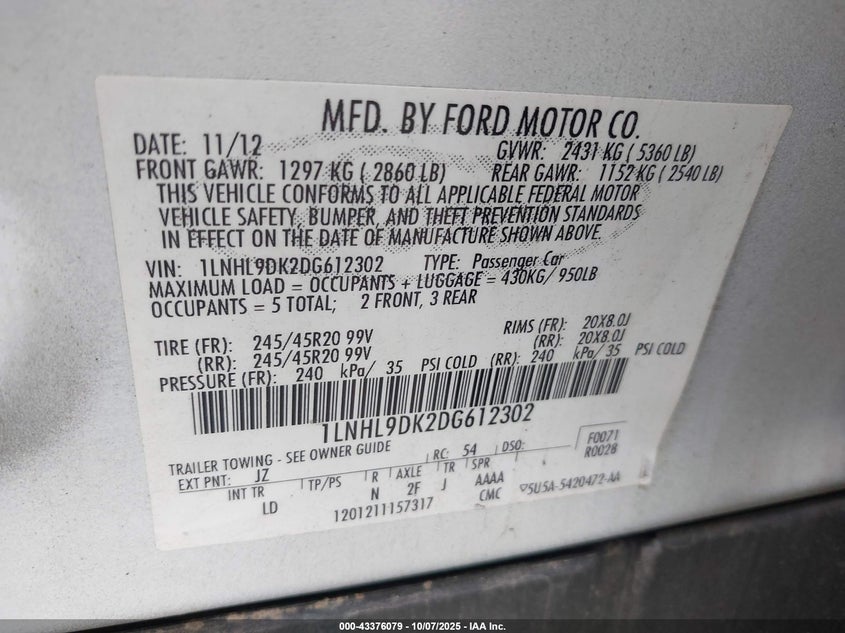 MFD. BY FORD MOTOR CO.
DATE: 11/12 GVWR: 2431 KG ( 5360 LB)
FRONT GAWR: 1297 KG ( 2860 LB) REAR GAWR: 1152 KG ( 2540 LB)
THIS VEHICLE CONFORMS TO ALL APPLICABLE FEDERAL MOTOR
VEHICLE SAFETY, BUMPER, AND THEFT PREVENTION STANDARDS
IN EFFECT ON THE DATE OF MANUFACTURE SHOWN ABOVE.
VIN: 1LNHL9DK2DG612302 TYPE: Passenger Car
MAXIMUM LOAD = OCCUPANTS + LUGGAGE = 430KG/ 950LB
OCCUPANTS = 5 TOTAL; 2 FRONT, 3 REAR
TIRE (FR): 245/45R20 99V RIMS (FR): 20X8.0J
(RR): 245/45R20 99V (RR): 20X8.0J
PRESSURE (FR): 240 kPa/ 35 PSI COLD (RR): 240 kPa/ 35 PSI COLD
1LNHL9DK2DG612302
TRAILER TOWING - SEE OWNER GUIDE RC: 54 DSO: F0071
R0028
EXT PNT: JZ
INT TR TP/PS R AXLE TR SPR
LD N 2F J AAAA
CMC
1201211157317 5U5A-5420472-AA
000-43376079 - 10/07/2025 - IAA Inc.